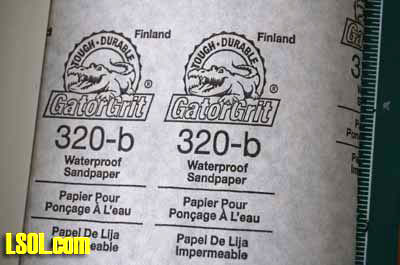 Finland
TOUGH · DURABLE
GatorGrit®
320-b
Waterproof
Sandpaper
Papier Pour
Ponçage À L'eau
Papel De Lija
Impermeable
Finland
TOUGH · DURABLE
GatorGrit®
320-b
Waterproof
Sandpaper
Papier Pour
Ponçage À L'eau
Papel De Lija
Impermeable
LSOL.com